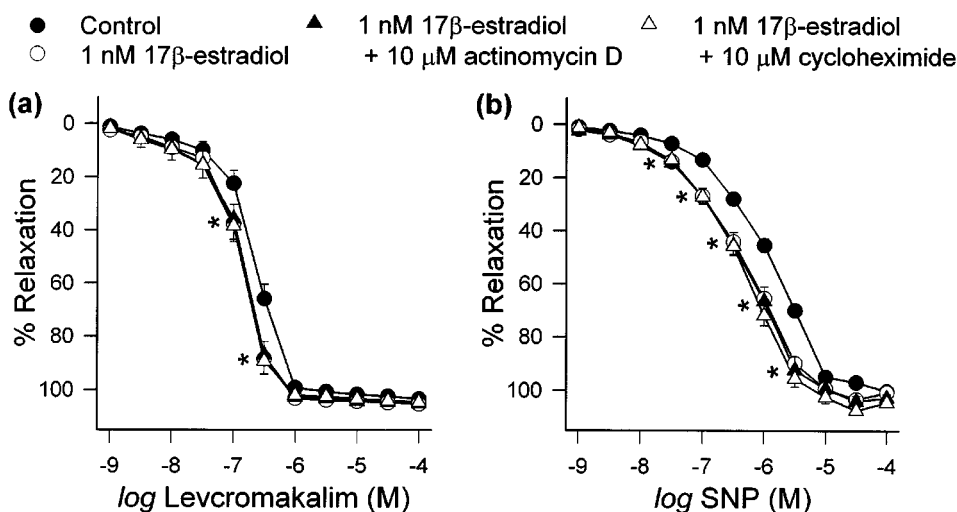 Control
1 nM 17β-estradiol
1 nM 17β-estradiol
+ 10 μM actinomycin D
1 nM 17β-estradiol
+ 10 μM cycloheximide
(a)
% Relaxation
0
20
40
60
80
100
*
*
-9 -8 -7 -6 -5 -4
log Levcromakalim (M)
(b)
% Relaxation
0
20
40
60
80
100
*
*
*
*
*
-9 -8 -7 -6 -5 -4
log SNP (M)